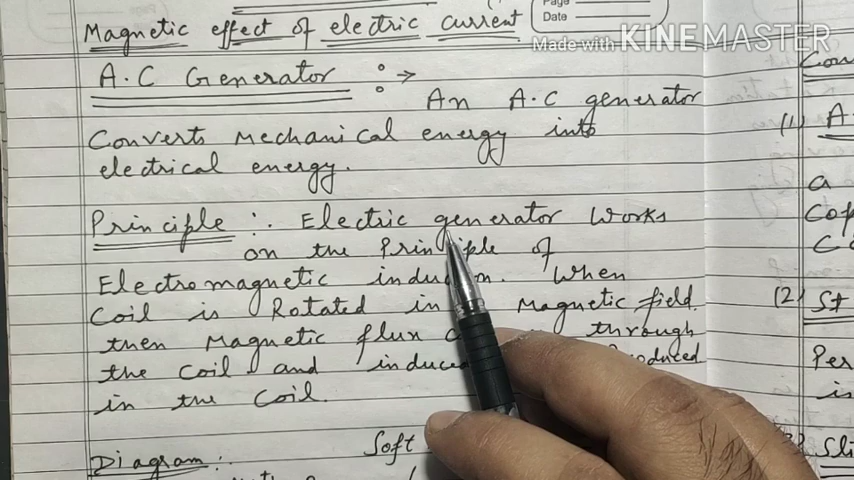 Page
Date
Magnetic effect of electric current
Made with KINEMASTER
A.C Generator :→
An A.C generator
Converts Mechanical energy into
electrical energy.
Principle :. Electric generator Works
on the Principle of
Electromagnetic induction. When
Coil is Rotated in Magnetic field.
then Magnetic flux through
the Coil and induced
in the Coil.
Diagram:. Soft
(1) A.
a
(2) St
Per
is
Sli